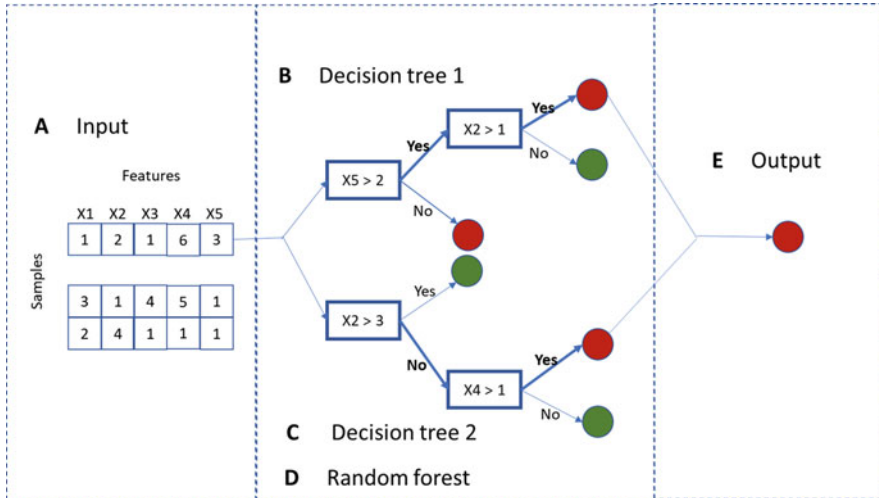 A Input
Features
X1 X2 X3 X4 X5
1 2 1 6 3
Samples
3 1 4 5 1
2 4 1 1 1
B Decision tree 1
X5 > 2
Yes
No
X2 > 1
Yes
No
X2 > 3
Yes
No
X4 > 1
Yes
No
C Decision tree 2
D Random forest
E Output